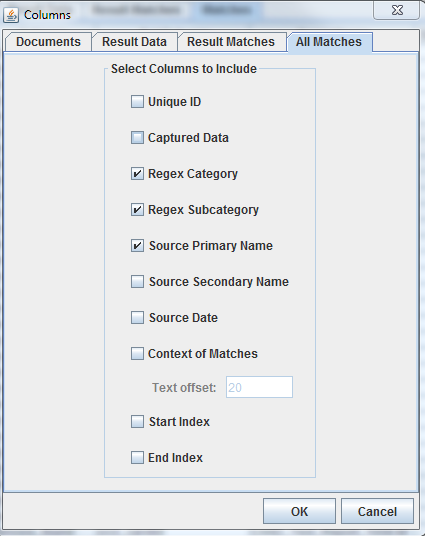 Columns
Documents Result Data Result Matches All Matches
Select Columns to Include
Unique ID
Captured Data
Regex Category
Regex Subcategory
Source Primary Name
Source Secondary Name
Source Date
Context of Matches
Text offset: 20
Start Index
End Index
OK Cancel